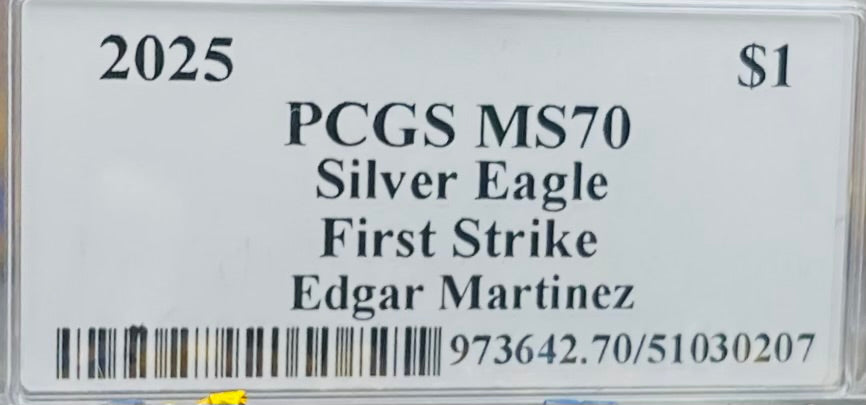 2025 $1
PCGS MS70
Silver Eagle
First Strike
Edgar Martinez
973642.70/51030207